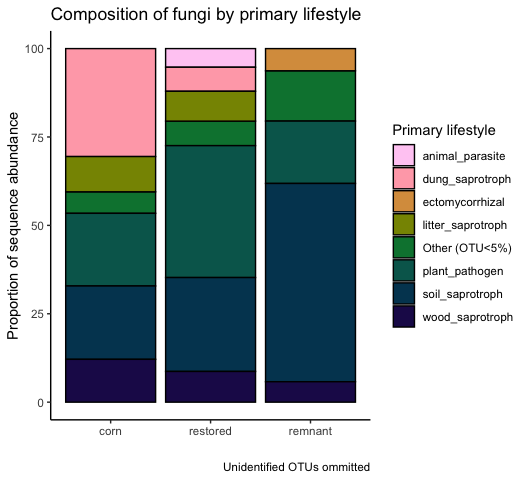 Composition of fungi by primary lifestyle
Proportion of sequence abundance
100
75
50
25
0
corn
restored
remnant
Primary lifestyle
animal_parasite
dung_saprotroph
ectomycorrhizal
litter_saprotroph
Other (OTU<5%)
plant_pathogen
soil_saprotroph
wood_saprotroph
Unidentified OTUs ommitted